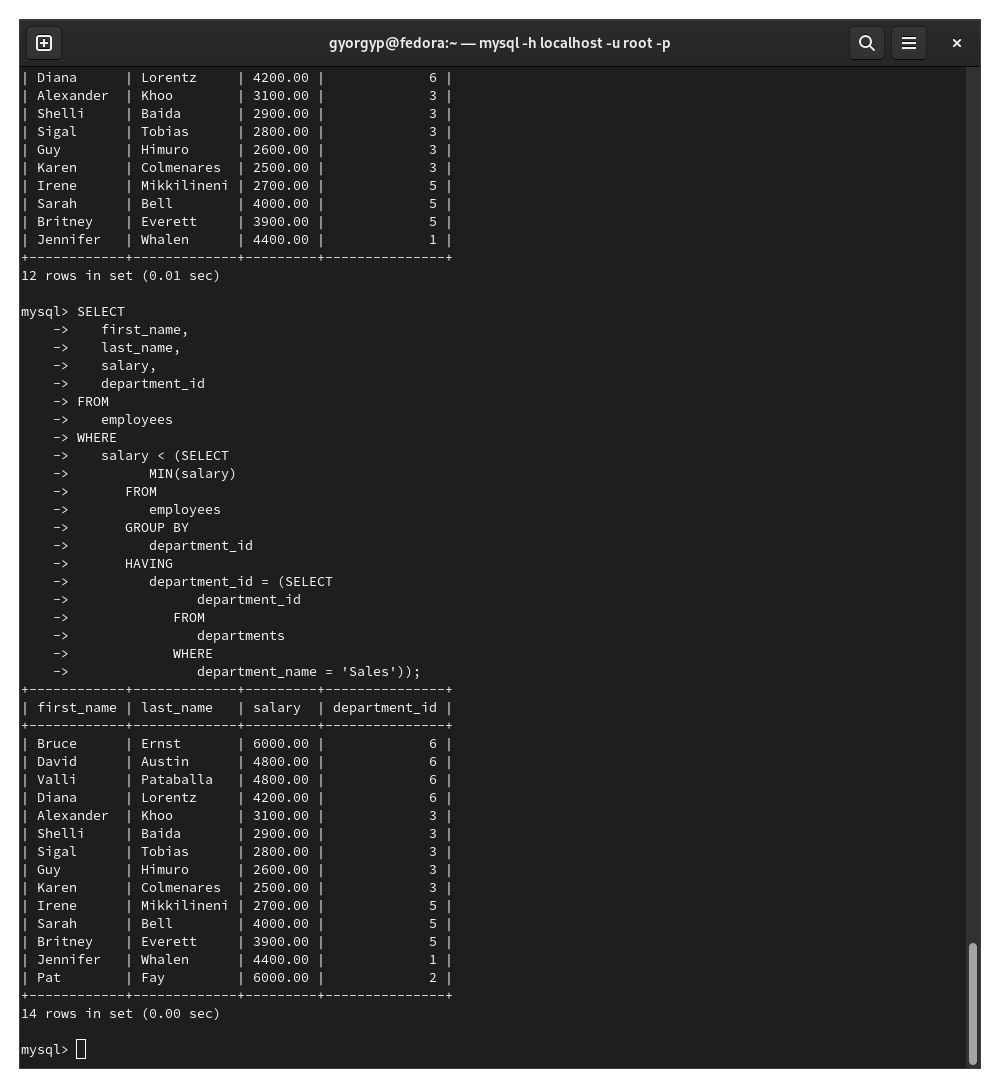 gyorgyp@fedora:~ — mysql -h localhost -u root -p
| Diana      | Lorentz     | 4200.00 |             6 |
| Alexander  | Khoo        | 3100.00 |             3 |
| Shelli     | Baida       | 2900.00 |             3 |
| Sigal      | Tobias      | 2800.00 |             3 |
| Guy        | Himuro      | 2600.00 |             3 |
| Karen      | Colmenares  | 2500.00 |             3 |
| Irene      | Mikkilineni | 2700.00 |             5 |
| Sarah      | Bell        | 4000.00 |             5 |
| Britney    | Everett     | 3900.00 |             5 |
| Jennifer   | Whalen      | 4400.00 |             1 |
+------------+-------------+---------+---------------+
12 rows in set (0.01 sec)

mysql> SELECT
    ->    first_name,
    ->    last_name,
    ->    salary,
    ->    department_id
    -> FROM
    ->    employees
    -> WHERE
    ->    salary < (SELECT
    ->          MIN(salary)
    ->       FROM
    ->          employees
    ->       GROUP BY
    ->          department_id
    ->       HAVING
    ->          department_id = (SELECT
    ->                department_id
    ->             FROM
    ->                departments
    ->             WHERE
    ->                department_name = 'Sales'));
+------------+-------------+---------+---------------+
| first_name | last_name   | salary  | department_id |
+------------+-------------+---------+---------------+
| Bruce      | Ernst       | 6000.00 |             6 |
| David      | Austin      | 4800.00 |             6 |
| Valli      | Pataballa   | 4800.00 |             6 |
| Diana      | Lorentz     | 4200.00 |             6 |
| Alexander  | Khoo        | 3100.00 |             3 |
| Shelli     | Baida       | 2900.00 |             3 |
| Sigal      | Tobias      | 2800.00 |             3 |
| Guy        | Himuro      | 2600.00 |             3 |
| Karen      | Colmenares  | 2500.00 |             3 |
| Irene      | Mikkilineni | 2700.00 |             5 |
| Sarah      | Bell        | 4000.00 |             5 |
| Britney    | Everett     | 3900.00 |             5 |
| Jennifer   | Whalen      | 4400.00 |             1 |
| Pat        | Fay         | 6000.00 |             2 |
+------------+-------------+---------+---------------+
14 rows in set (0.00 sec)

mysql>